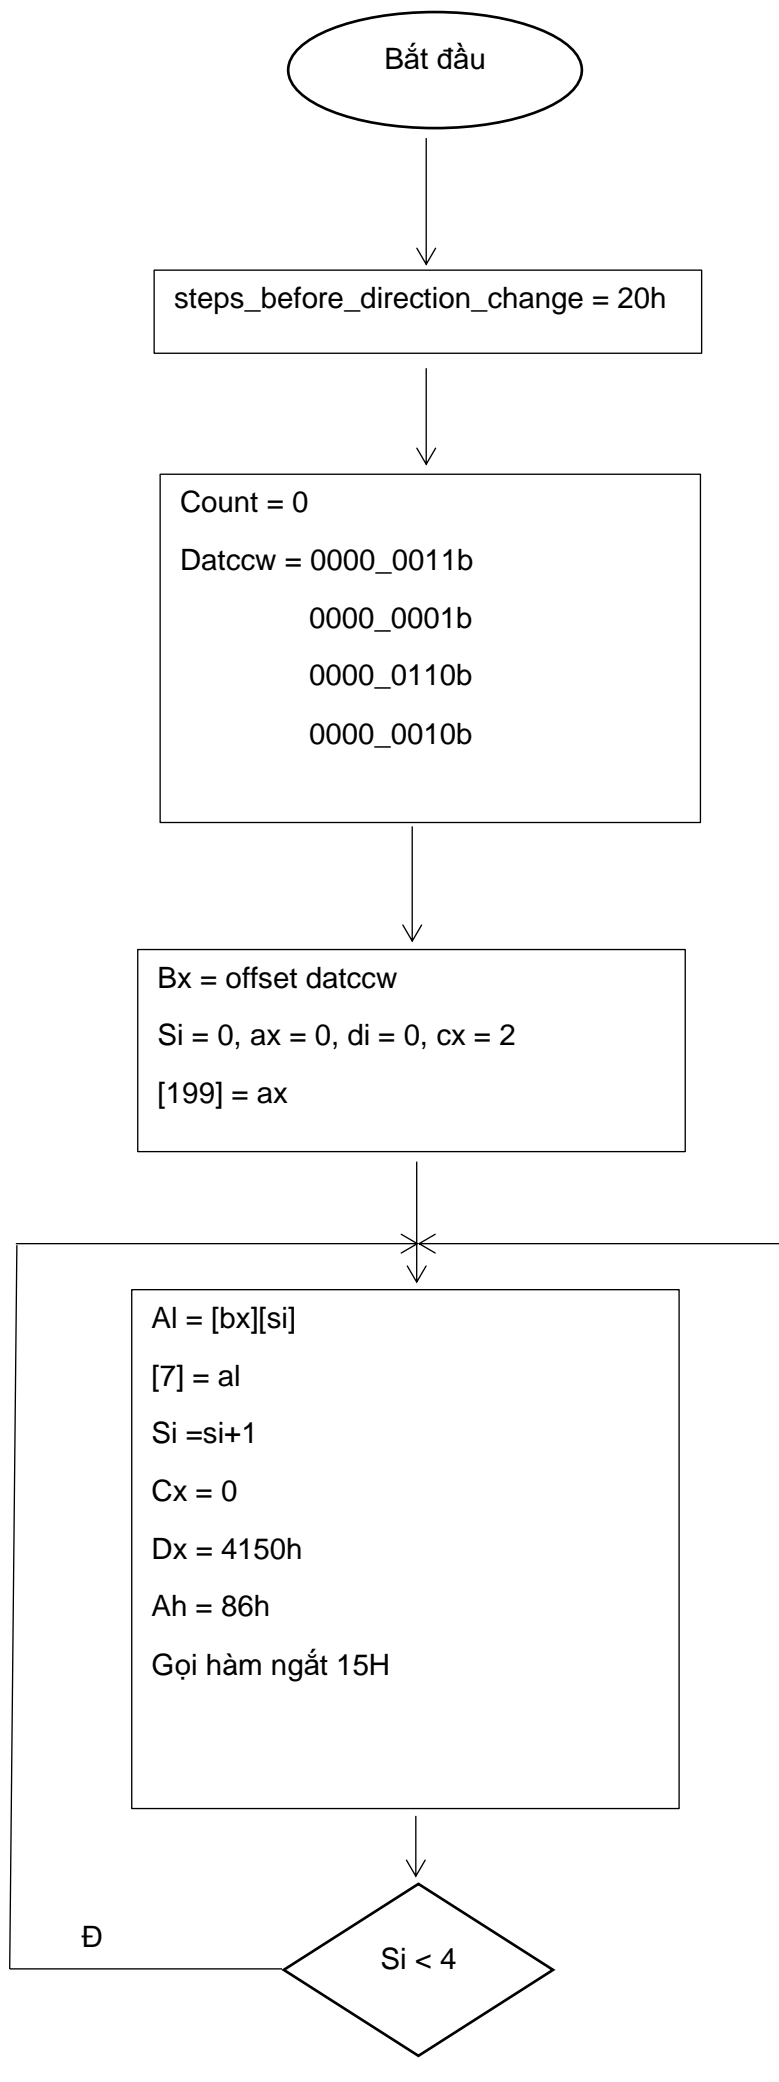 Bắt đầu
steps_before_direction_change = 20h
Count = 0
Datccw = 0000_0011b
0000_0001b
0000_0110b
0000_0010b
Bx = offset datccw
Si = 0, ax = 0, di = 0, cx = 2
[199] = ax
Al = [bx][si]
[7] = al
Si =si+1
Cx = 0
Dx = 4150h
Ah = 86h
Gọi hàm ngắt 15H
Đ
Si < 4